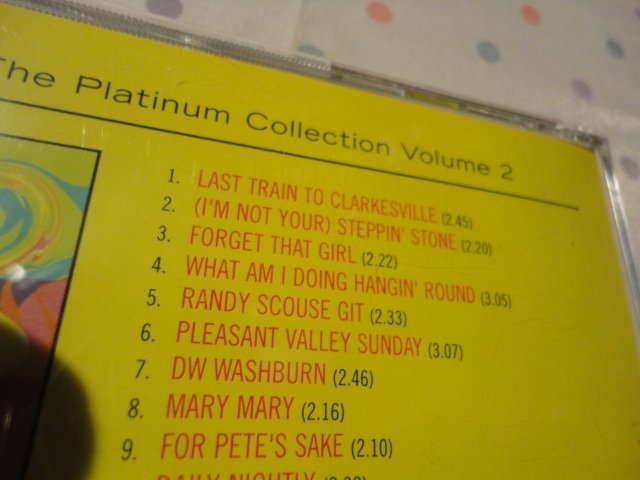 The Platinum Collection Volume 2
1. LAST TRAIN TO CLARKESVILLE (2.45)
2. (I'M NOT YOUR) STEPPIN' STONE (2.20)
3. FORGET THAT GIRL (2.22)
4. WHAT AM I DOING HANGIN' ROUND (3.05)
5. RANDY SCOUSE GIT (2.33)
6. PLEASANT VALLEY SUNDAY (3.07)
7. DW WASHBURN (2.46)
8. MARY MARY (2.16)
9. FOR PETE'S SAKE (2.10)
DAILY NIGHTLY